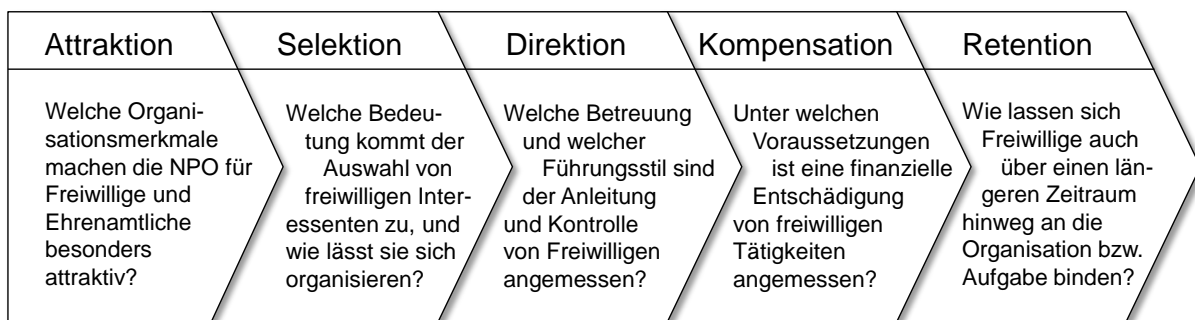 Attraktion
Selektion
Direktion
Kompensation
Retention
Welche Organi-
sationsmerkmale
machen die NPO für
Freiwillige und
Ehrenamtliche
besonders
attraktiv?
Welche Bedeu-
tung kommt der
Auswahl von
freiwilligen Inter-
essenten zu, und
wie lässt sie sich
organisieren?
Welche Betreuung
und welcher
Führungsstil sind
der Anleitung
und Kontrolle
von Freiwilligen
angemessen?
Unter welchen
Voraussetzungen
ist eine finanzielle
Entschädigung
von freiwilligen
Tätigkeiten
angemessen?
Wie lassen sich
Freiwillige auch
über einen län-
geren Zeitraum
hinweg an die
Organisation bzw.
Aufgabe binden?